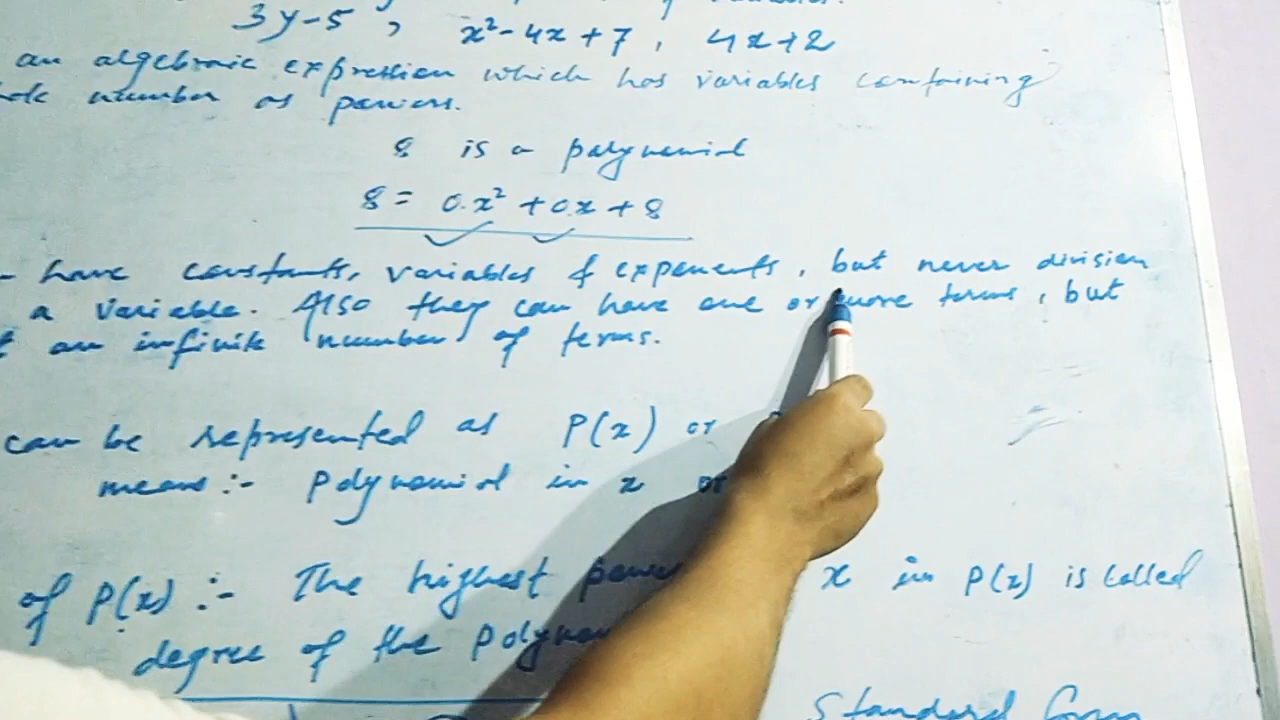 variables.
3y-5 , x²-4x+7 , 4x+2
an algebraic expression which has variables containing
number as powers.
8 is a polynomial
8 = 0.x² + 0x + 8
- have constants, variables & exponents, but never division
a variable. Also they can have one or more terms, but
an infinite number of terms.
can be represented as P(x) or
means:- Polynomial in x or
of P(x) :- The highest power x in P(x) is called
degree of the
Standard form